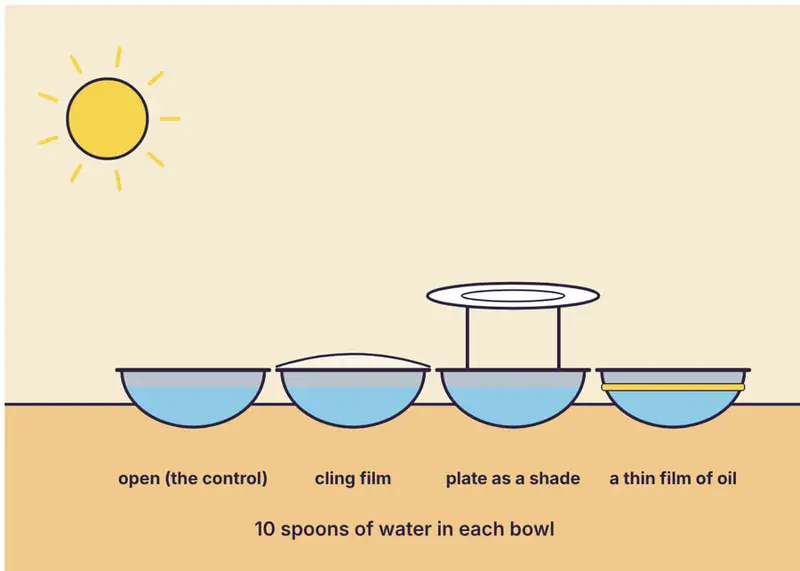 open (the control) cling film plate as a shade a thin film of oil
10 spoons of water in each bowl